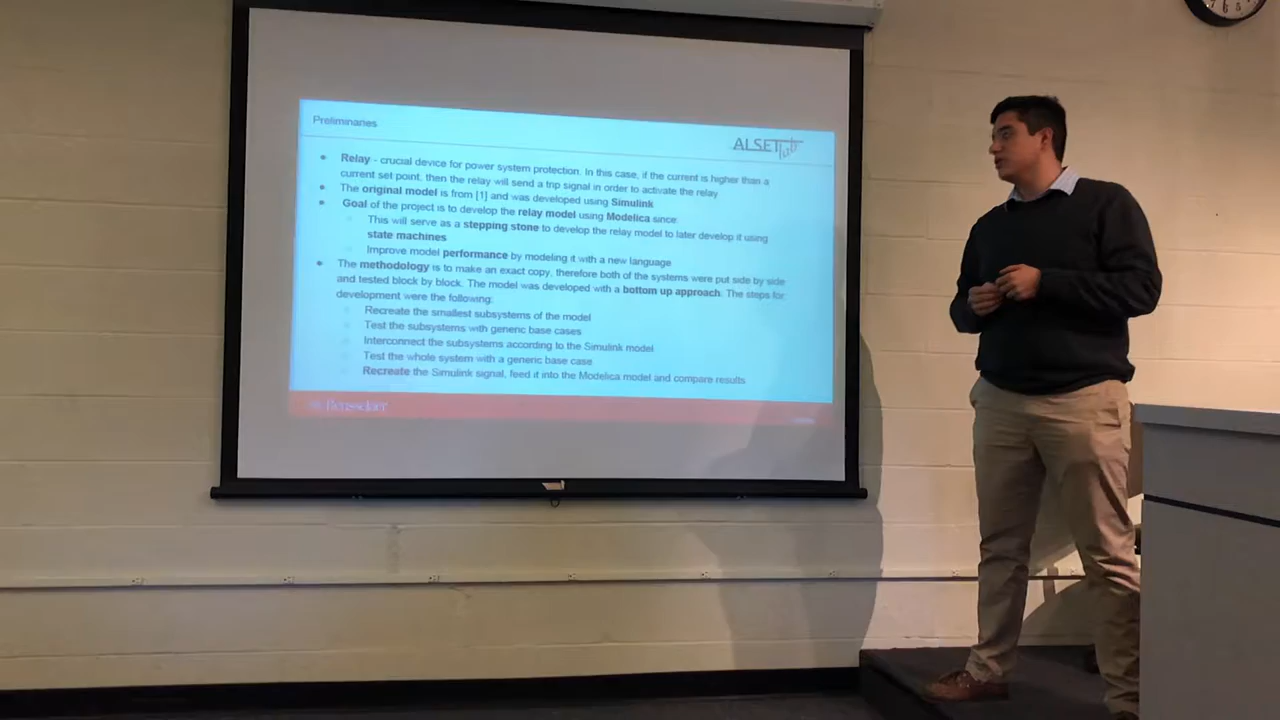 Preliminaries
ALSETLab
Relay - crucial device for power system protection. In this case, if the current is higher than a
current set point, then the relay will send a trip signal in order to activate the relay
The original model is from [1] and was developed using Simulink
Goal of the project is to develop the relay model using Modelica since:
This will serve as a stepping stone to develop the relay model to later develop it using
state machines
Improve model performance by modeling it with a new language
The methodology is to make an exact copy, therefore both of the systems were put side by side
and tested block by block. The model was developed with a bottom up approach. The steps for
development were the following:
Recreate the smallest subsystems of the model
Test the subsystems with generic base cases
Interconnect the subsystems according to the Simulink model
Test the whole system with a generic base case
Recreate the Simulink signal, feed it into the Modelica model and compare results
Rensselaer
6
5